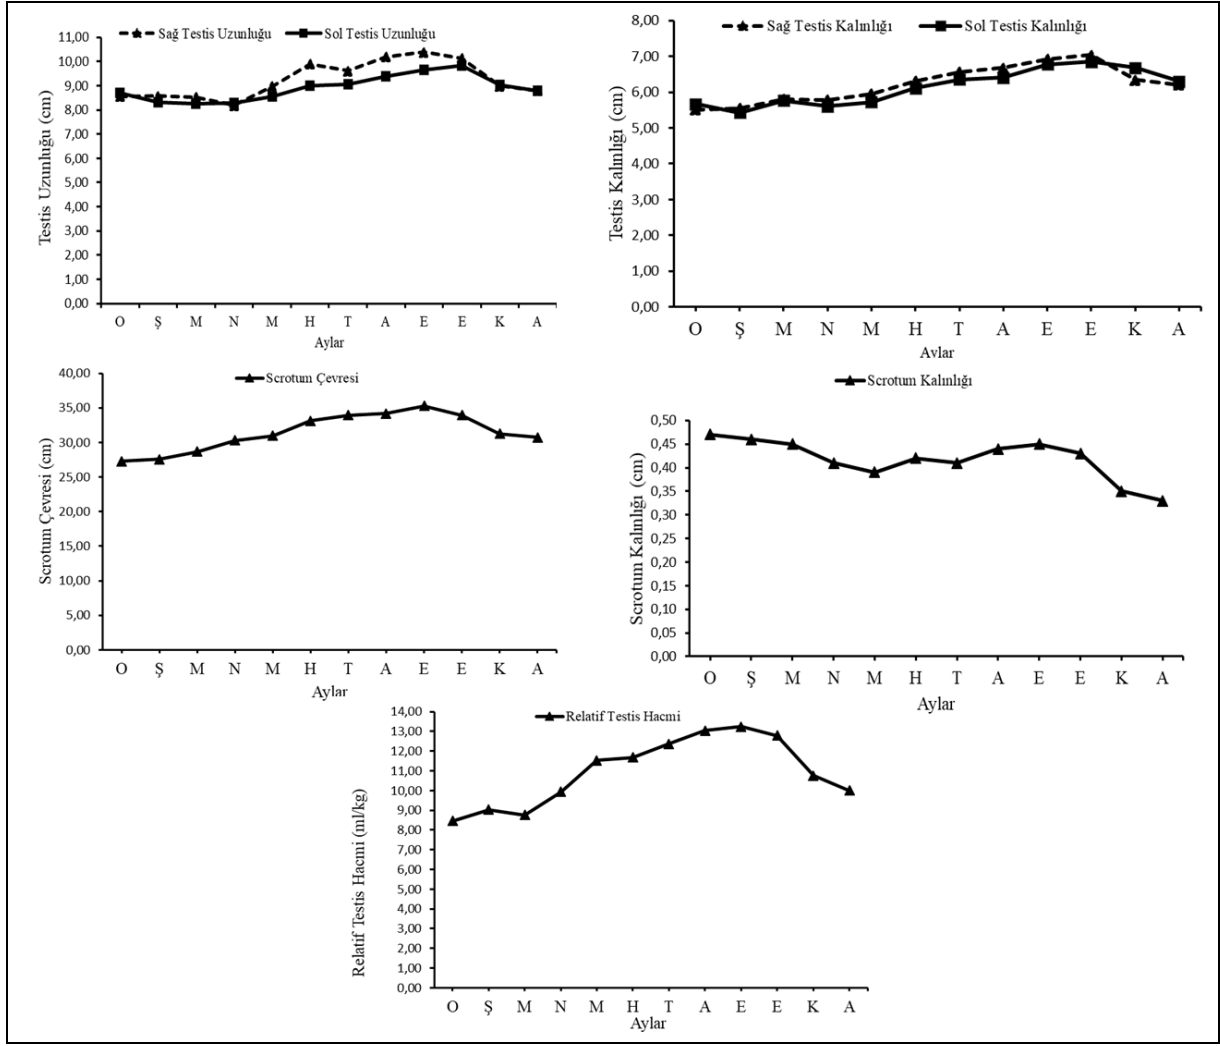 Sağ Testis Uzunluğu Sol Testis Uzunluğu
Testis Uzunluğu (cm)
11,00
10,00
9,00
8,00
7,00
6,00
5,00
4,00
3,00
2,00
1,00
0,00
O Ş M N M H T A E E K A
Aylar
Sağ Testis Kalınlığı Sol Testis Kalınlığı
Testis Kalınlığı (cm)
8,00
7,00
6,00
5,00
4,00
3,00
2,00
1,00
0,00
O Ş M N M H T A E E K A
Aylar
Scrotum Çevresi
Scrotum Çevresi (cm)
40,00
35,00
30,00
25,00
20,00
15,00
10,00
5,00
0,00
O Ş M N M H T A E E K A
Aylar
Scrotum Kalınlığı
Scrotum Kalınlığı (cm)
0,50
0,45
0,40
0,35
0,30
0,25
0,20
0,15
0,10
0,05
0,00
O Ş M N M H T A E E K A
Aylar
Relatif Testis Hacmi
Relatif Testis Hacmi (ml/kg)
14,00
13,00
12,00
11,00
10,00
9,00
8,00
7,00
6,00
5,00
4,00
3,00
2,00
1,00
0,00
O Ş M N M H T A E E K A
Aylar